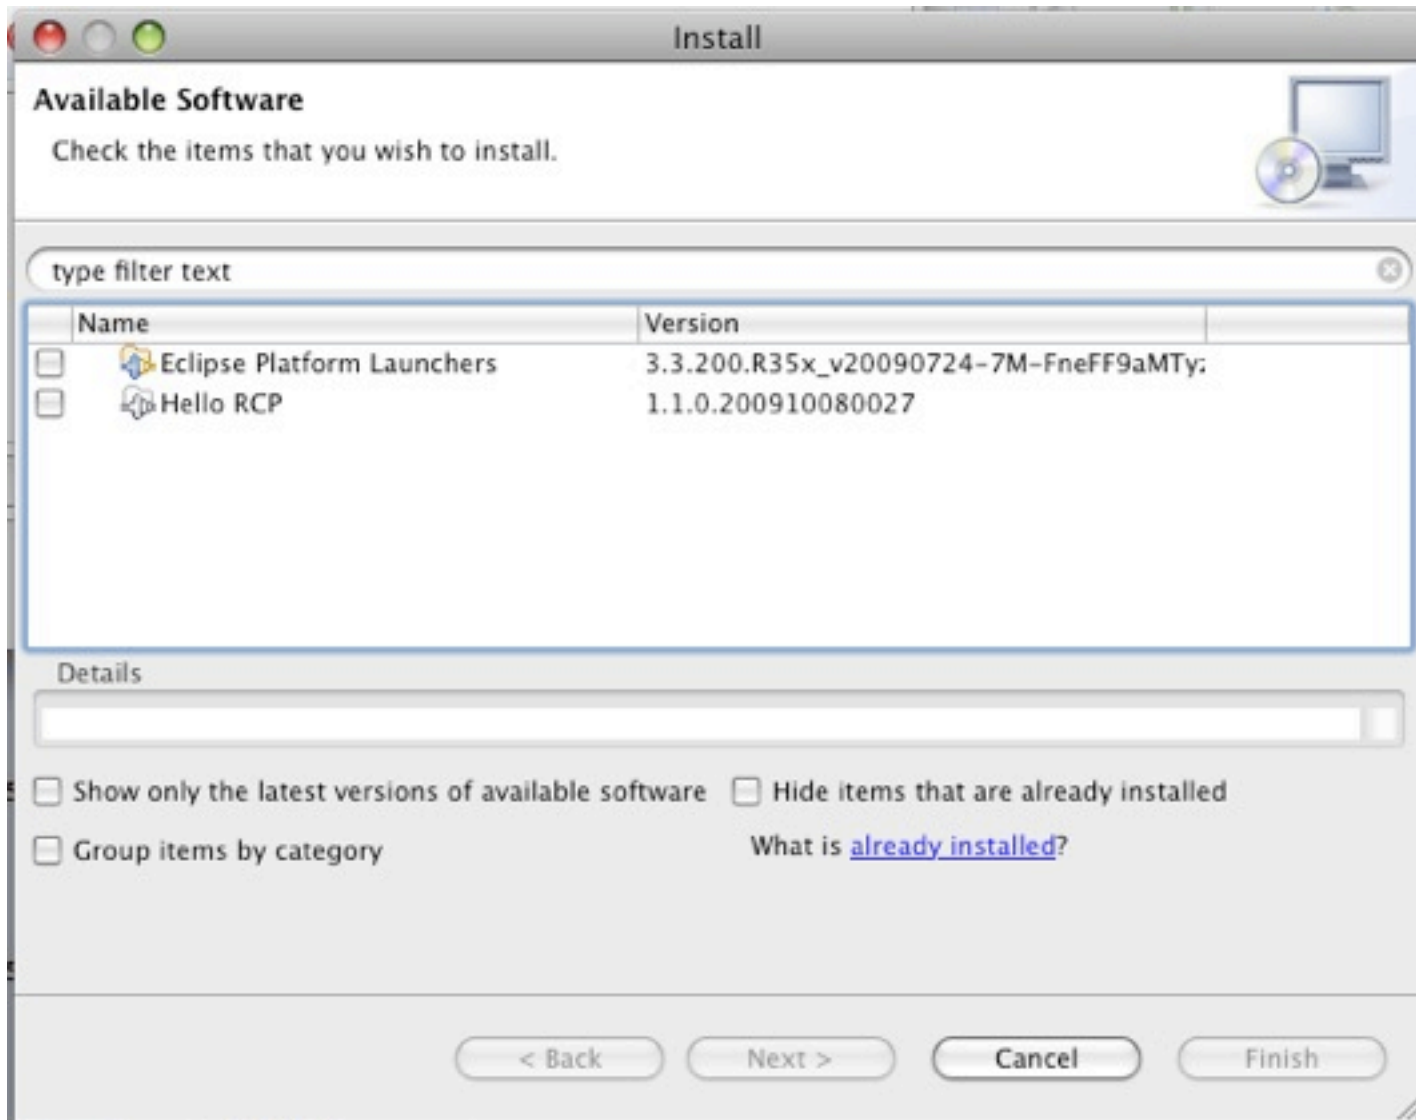 Install
Available Software
Check the items that you wish to install.
type filter text
Name Version
Eclipse Platform Launchers 3.3.200.R35x_v20090724-7M-FneFF9aMTy
Hello RCP 1.1.0.200910080027
Details
Show only the latest versions of available software Hide items that are already installed
Group items by category What is already installed?
< Back Next > Cancel Finish